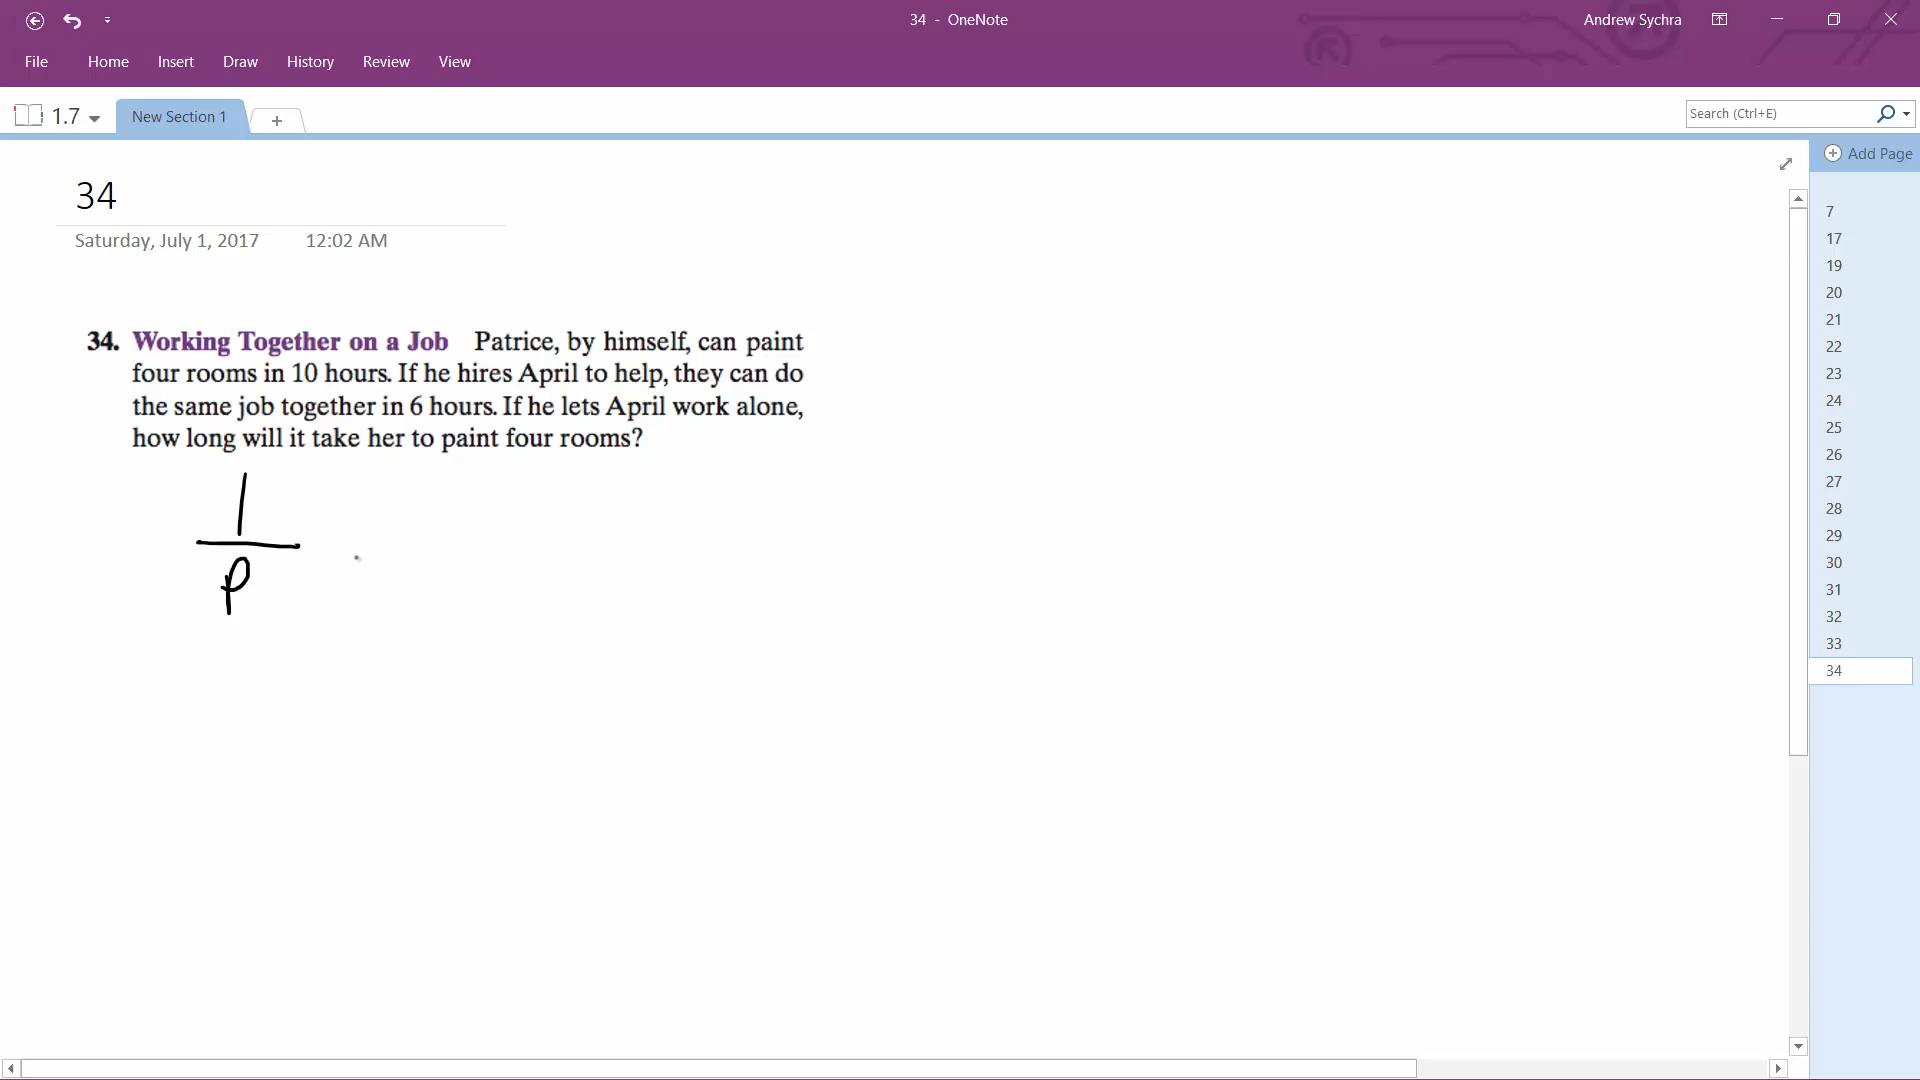 34 - OneNote
Andrew Sychra
File Home Insert Draw History Review View
1.7
New Section 1
+
Search (Ctrl+E)
Add Page
34
Saturday, July 1, 2017 12:02 AM
34. Working Together on a Job Patrice, by himself, can paint
four rooms in 10 hours. If he hires April to help, they can do
the same job together in 6 hours. If he lets April work alone,
how long will it take her to paint four rooms?
1
P
7
17
19
20
21
22
23
24
25
26
27
28
29
30
31
32
33
34